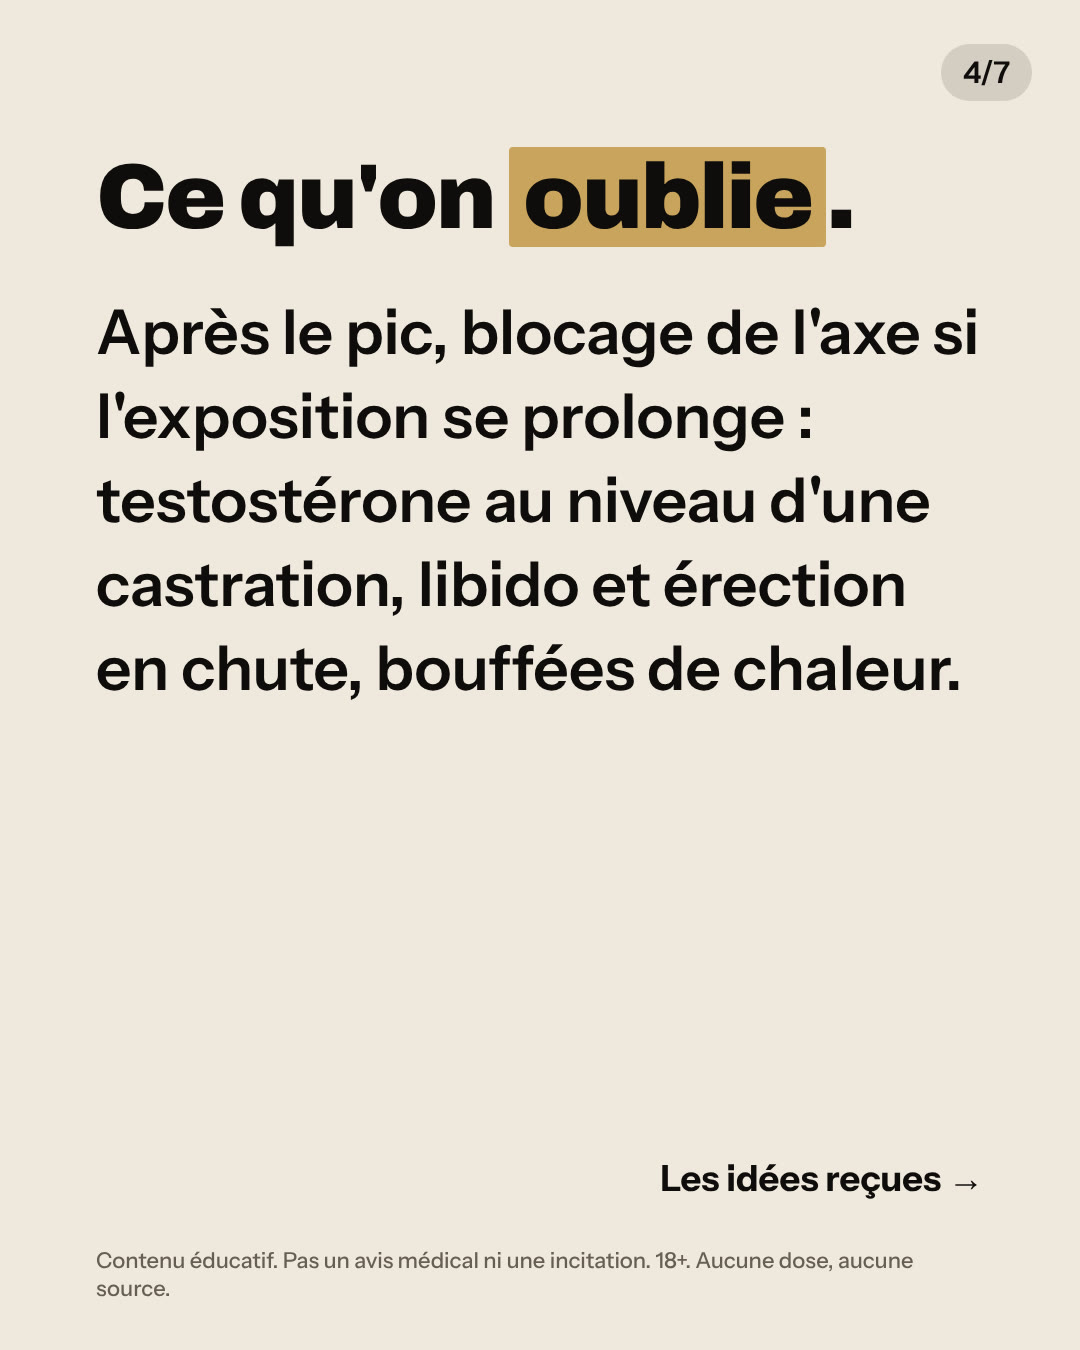 4/7
Ce qu'on oublie.
Après le pic, blocage de l'axe si
l'exposition se prolonge :
testostérone au niveau d'une
castration, libido et érection
en chute, bouffées de chaleur.
Les idées reçues →
Contenu éducatif. Pas un avis médical ni une incitation. 18+. Aucune dose, aucune
source.